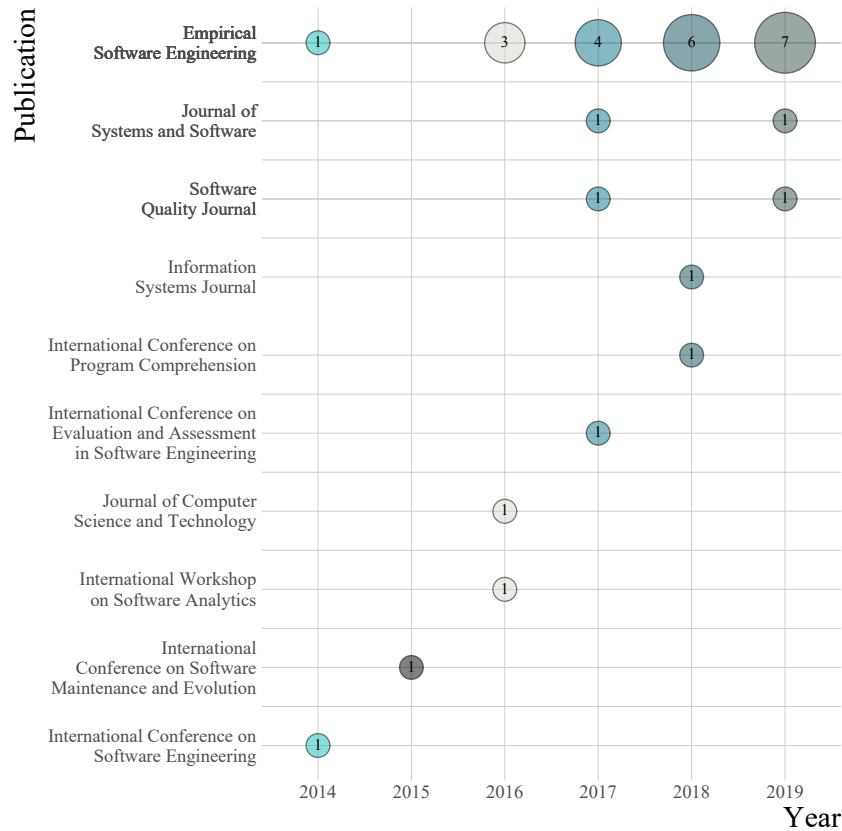 Publication
Empirical
Software Engineering
1
3
4
6
7
Journal of
Systems and Software
1
1
Software
Quality Journal
1
1
Information
Systems Journal
1
International Conference on
Program Comprehension
1
International Conference on
Evaluation and Assessment
in Software Engineering
1
Journal of Computer
Science and Technology
1
International Workshop
on Software Analytics
1
International
Conference on Software
Maintenance and Evolution
1
International Conference on
Software Engineering
1
2014
2015
2016
2017
2018
2019
Year